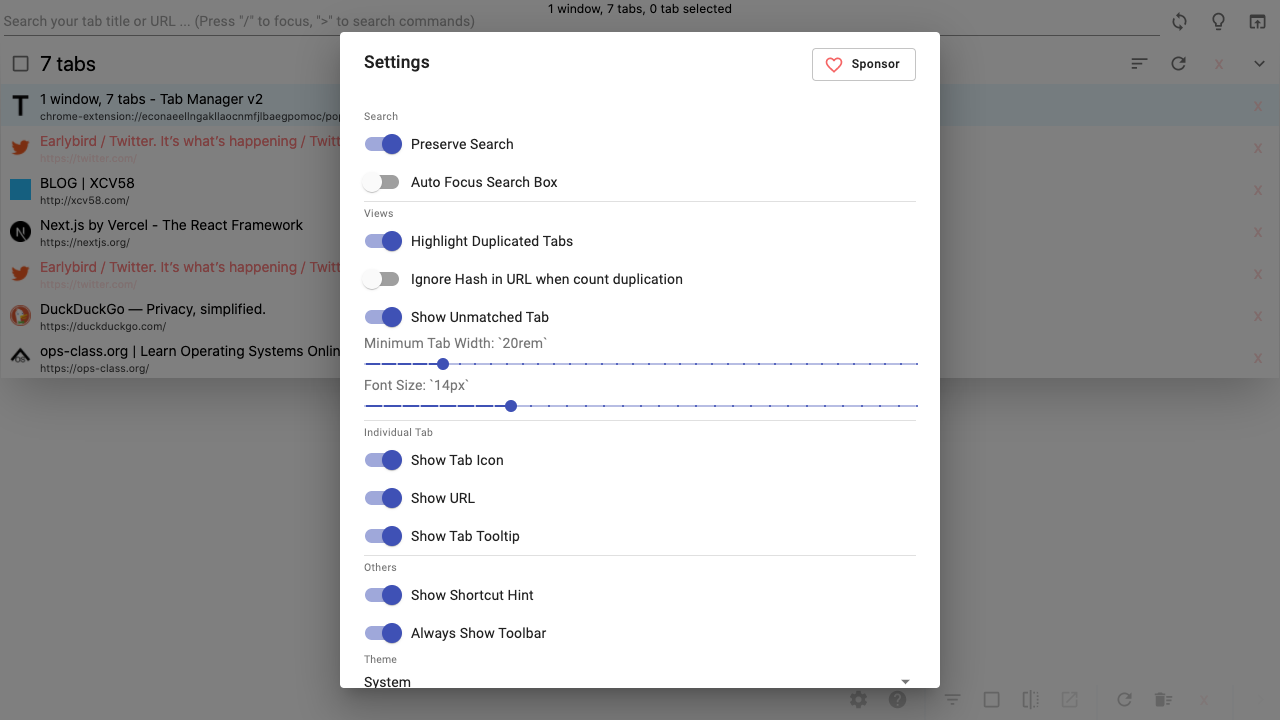 1 window, 7 tabs, 0 tab selected
Search your tab title or URL ... (Press "/" to focus, ">" to search commands)
7 tabs
x
1 window, 7 tabs - Tab Manager v2
chrome-extension://econaeellngakllaocnmfjlbaegpomoc/pop
x
Earlybird / Twitter. It's what's happening / Twitt
https://twitter.com/
x
BLOG | XCV58
http://xcv58.com/
x
Next.js by Vercel - The React Framework
https://nextjs.org/
x
Earlybird / Twitter. It's what's happening / Twitt
https://twitter.com/
x
DuckDuckGo — Privacy, simplified.
https://duckduckgo.com/
x
ops-class.org | Learn Operating Systems Onlin
https://ops-class.org/
x
Settings
Sponsor
Search
Preserve Search
Auto Focus Search Box
Views
Highlight Duplicated Tabs
Ignore Hash in URL when count duplication
Show Unmatched Tab
Minimum Tab Width: `20rem`
Font Size: `14px`
Individual Tab
Show Tab Icon
Show URL
Show Tab Tooltip
Others
Show Shortcut Hint
Always Show Toolbar
Theme
System
x